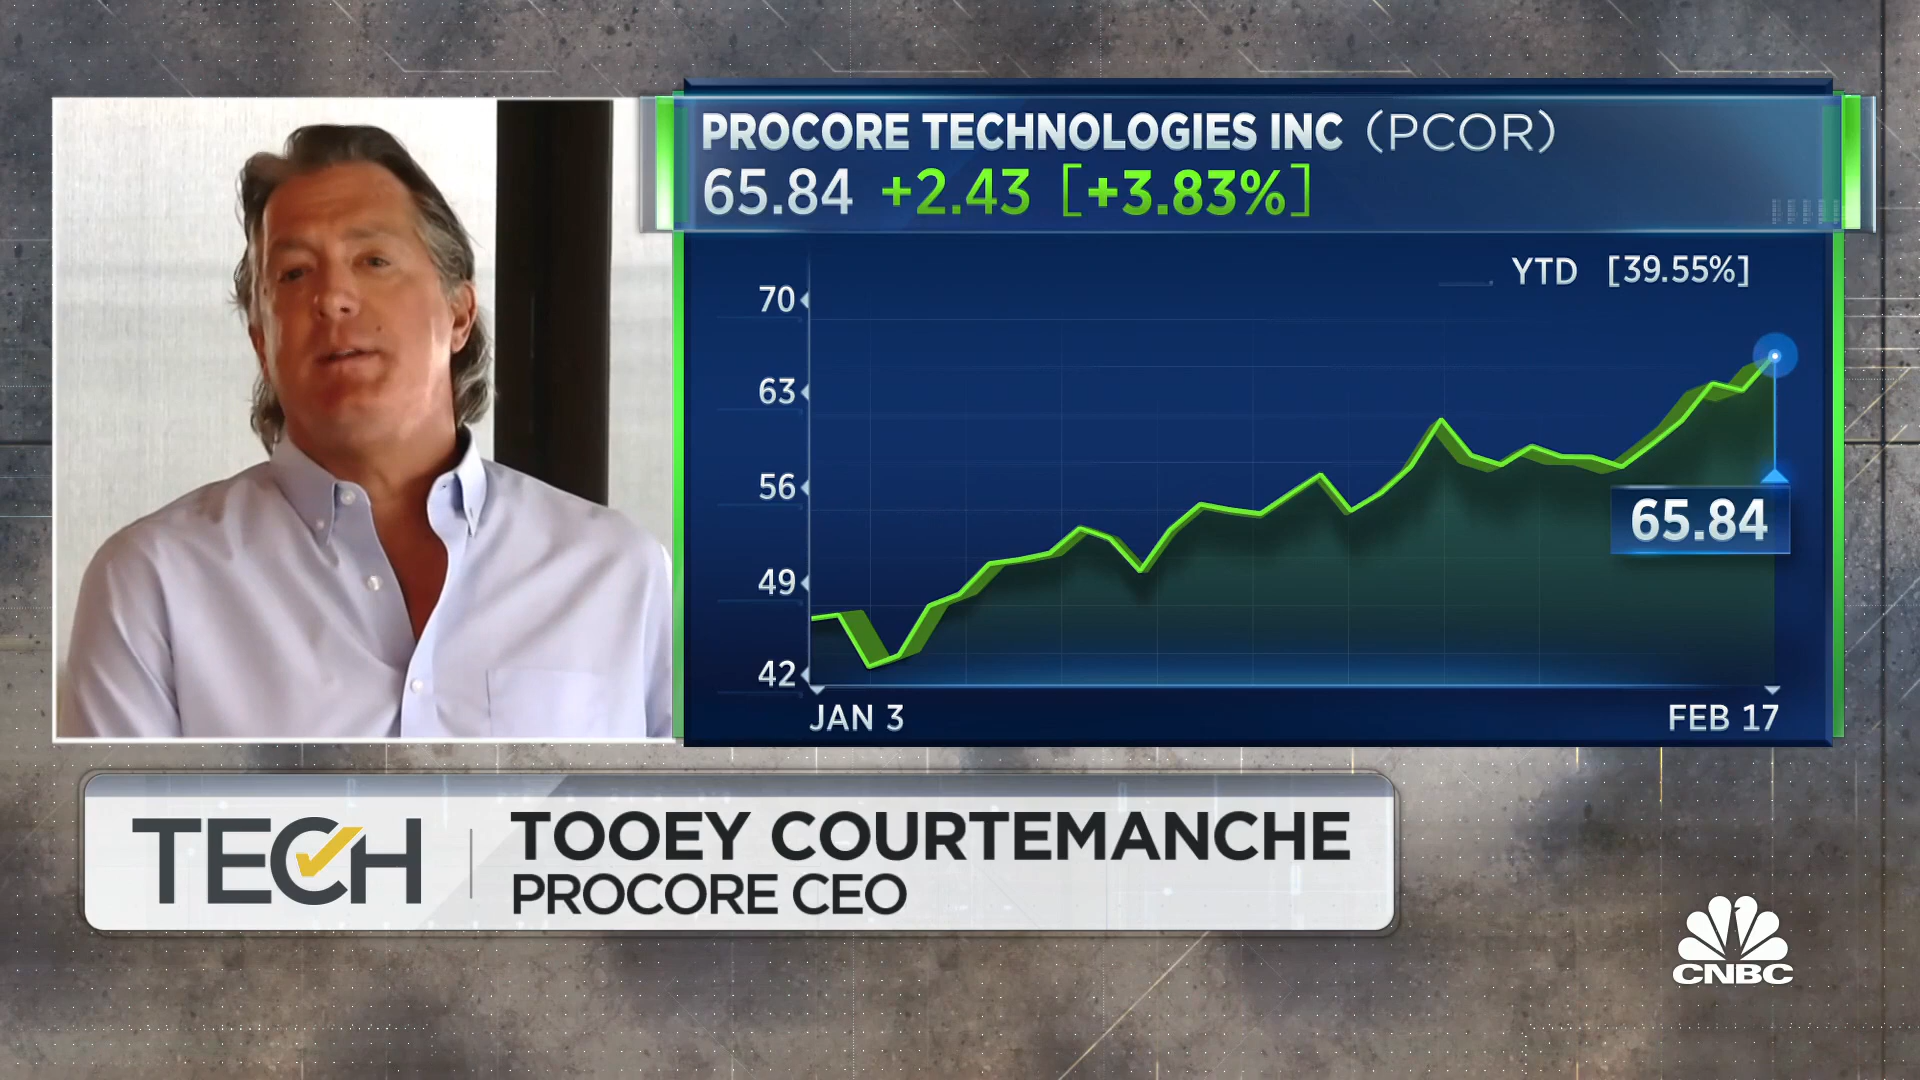 PROCORE TECHNOLOGIES INC (PCOR)
65.84 +2.43 [+3.83%]
YTD [39.55%]
70
63
56
49
42
65.84
JAN 3
FEB 17
TECH
TOOEY COURTEMANCHE
PROCORE CEO
CNBC